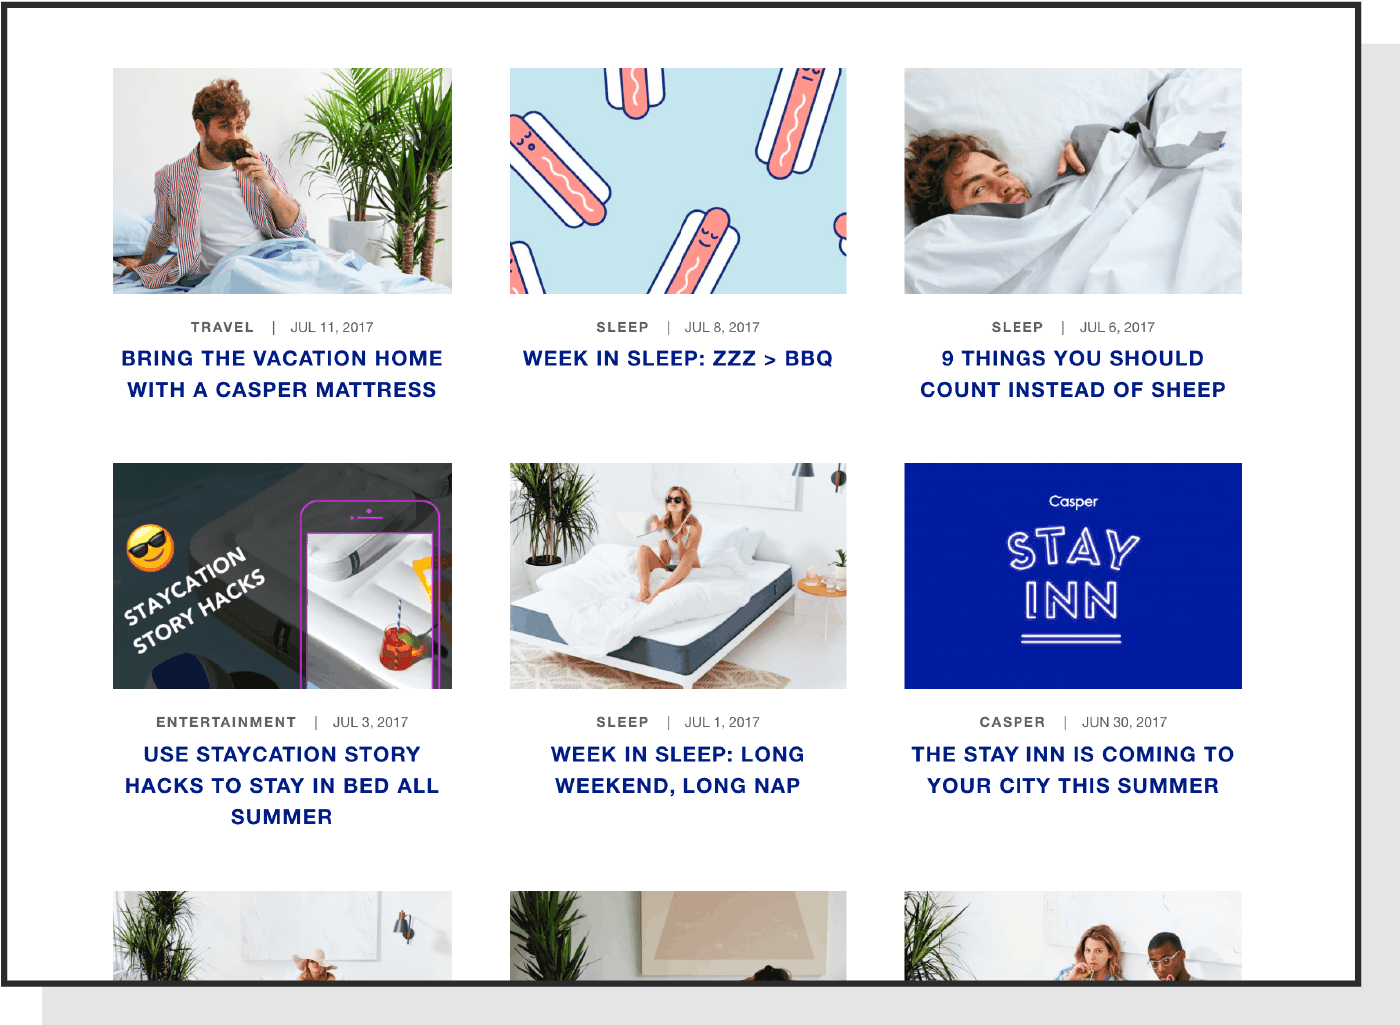 TRAVEL | JUL 11, 2017
BRING THE VACATION HOME
WITH A CASPER MATTRESS
SLEEP | JUL 8, 2017
WEEK IN SLEEP: ZZZ > BBQ
SLEEP | JUL 6, 2017
9 THINGS YOU SHOULD
COUNT INSTEAD OF SHEEP
STAYCATION
STORY HACKS
ENTERTAINMENT | JUL 3, 2017
USE STAYCATION STORY
HACKS TO STAY IN BED ALL
SUMMER
SLEEP | JUL 1, 2017
WEEK IN SLEEP: LONG
WEEKEND, LONG NAP
Casper
STAY
INN
CASPER | JUN 30, 2017
THE STAY INN IS COMING TO
YOUR CITY THIS SUMMER